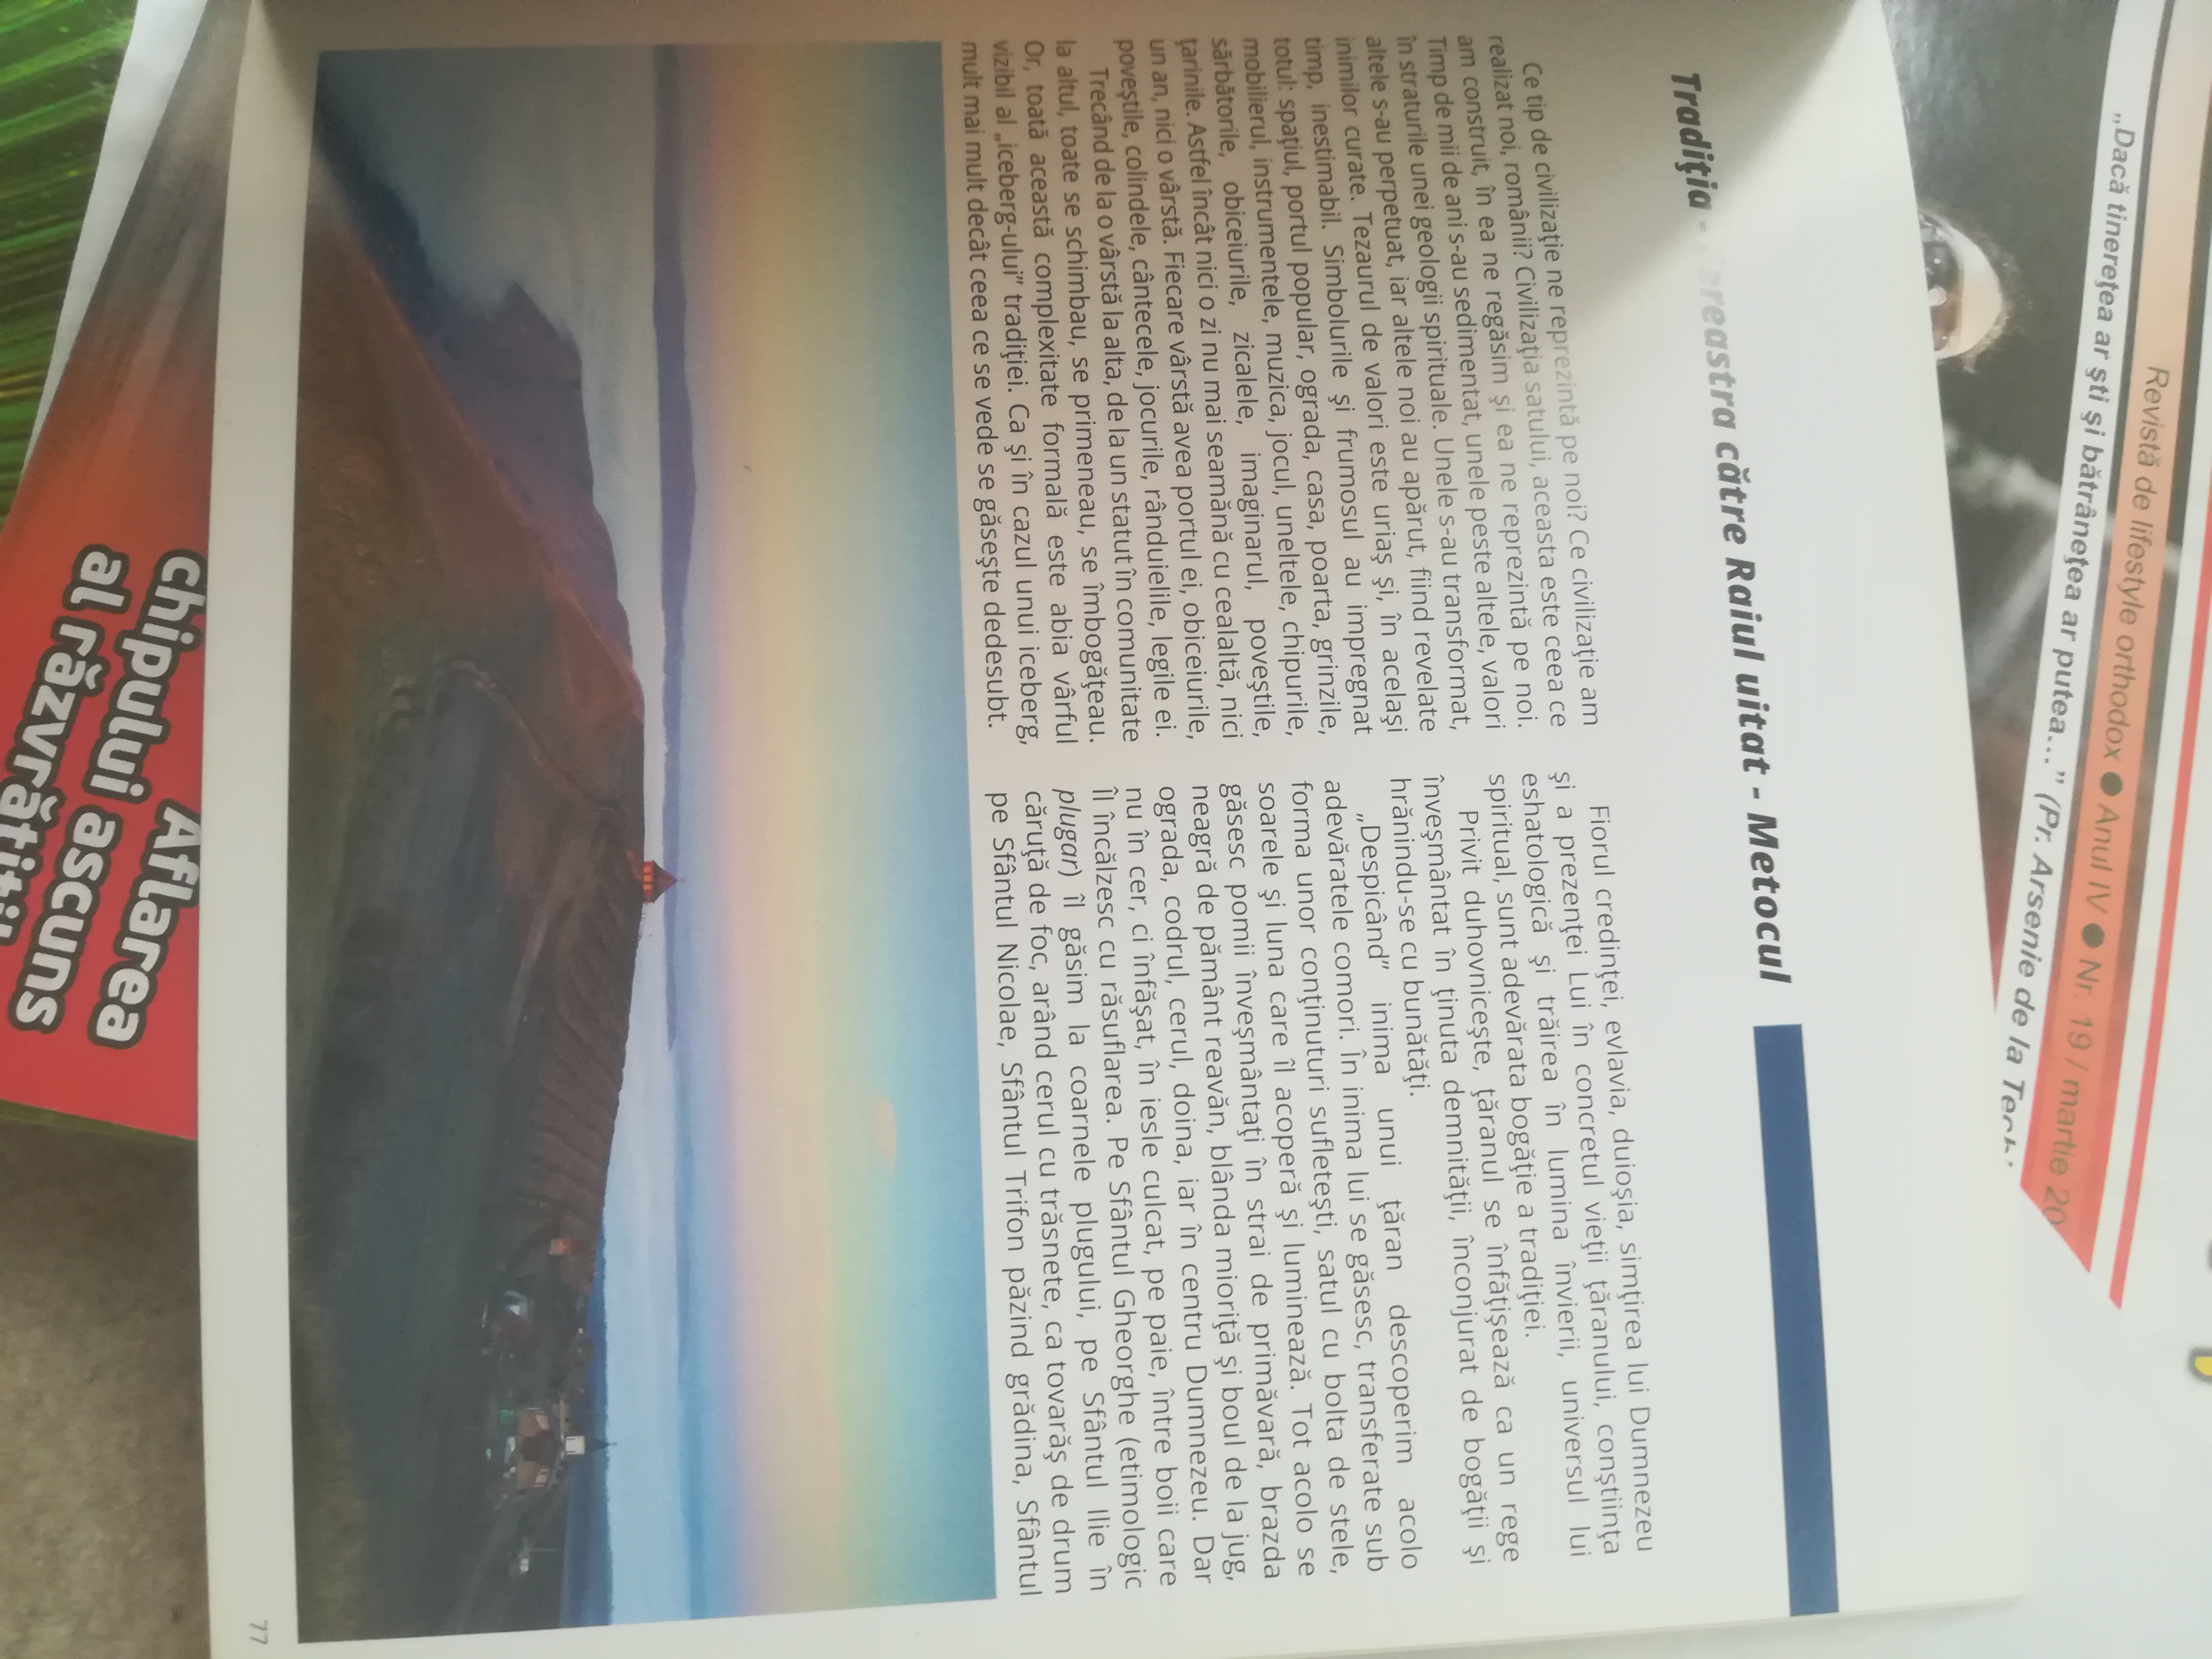 Revistă de lifestyle orthodox ● Anul IV ● Nr. 19 / martie 20
„Dacă tinereţea ar şti şi bătrâneţea ar putea...” (Pr. Arsenie de la
Tradiţia - către Raiul uitat - Metocul
Ce tip de civilizaţie ne reprezintă pe noi? Ce civilizaţie am
realizat noi, românii? Civilizaţia satului, aceasta este ceea ce
am construit, în ea ne regăsim şi ea ne reprezintă pe noi.
Timp de mii de ani s-au sedimentat, unele peste altele, valori
în straturile unei geologii spirituale. Unele s-au transformat,
altele s-au perpetuat, iar altele noi au apărut, fiind revelate
inimilor curate. Tezaurul de valori este uriaş şi, în acelaşi
timp, inestimabil. Simbolurile şi frumosul au impregnat
totul: spaţiul, portul popular, ograda, casa, poarta, grinzile,
mobilierul, instrumentele, muzica, jocul, uneltele, chipurile,
sărbătorile, obiceiurile, zicalele, imaginarul, poveştile,
ţarinile. Astfel încât nici o zi nu mai seamănă cu cealaltă, nici
un an, nici o vârstă. Fiecare vârstă avea portul ei, obiceiurile,
poveştile, colindele, cântecele, jocurile, rânduielile, legile ei.
Trecând de la o vârstă la alta, de la un statut în comunitate
la altul, toate se schimbau, se primeneau, se îmbogăţeau.
Or, toată această complexitate formală este abia vârful
vizibil al „iceberg-ului” tradiţiei. Ca şi în cazul unui iceberg,
mult mai mult decât ceea ce se vede se găseşte dedesubt.
Fiorul credinţei, evlavia, duioşia, simţirea lui Dumnezeu
şi a prezenţei Lui în concretul vieţii ţăranului, conştiinţa
eshatologică şi trăirea în lumina învierii, universul lui
spiritual, sunt adevărata bogăţie a tradiţiei.
Privit duhovniceşte, ţăranul se înfăţişează ca un rege
înveşmântat în ţinuta demnităţii, înconjurat de bogăţii şi
hrănindu-se cu bunătăţi.
„Despicând” inima unui ţăran descoperim acolo
adevăratele comori. În inima lui se găsesc, transferate sub
forma unor conţinuturi sufleteşti, satul cu bolta de stele,
soarele şi luna care îl acoperă şi luminează. Tot acolo se
găsesc pomii înveşmântaţi în strai de primăvară, brazda
neagră de pământ reavăn, blânda mioriţă şi boul de la jug,
ograda, codrul, cerul, doina, iar în centru Dumnezeu. Dar
nu în cer, ci înfăşat, în iesle culcat, pe paie, între boii care
Îl încălzesc cu răsuflarea. Pe Sfântul Gheorghe (etimologic
plugar) îl găsim la coarnele plugului, pe Sfântul Ilie în
căruţă de foc, arând cerul cu trăsnete, ca tovarăş de drum
pe Sfântul Nicolae, Sfântul Trifon păzind grădina, Sfântul
77
Aflarea
chipului ascuns
al